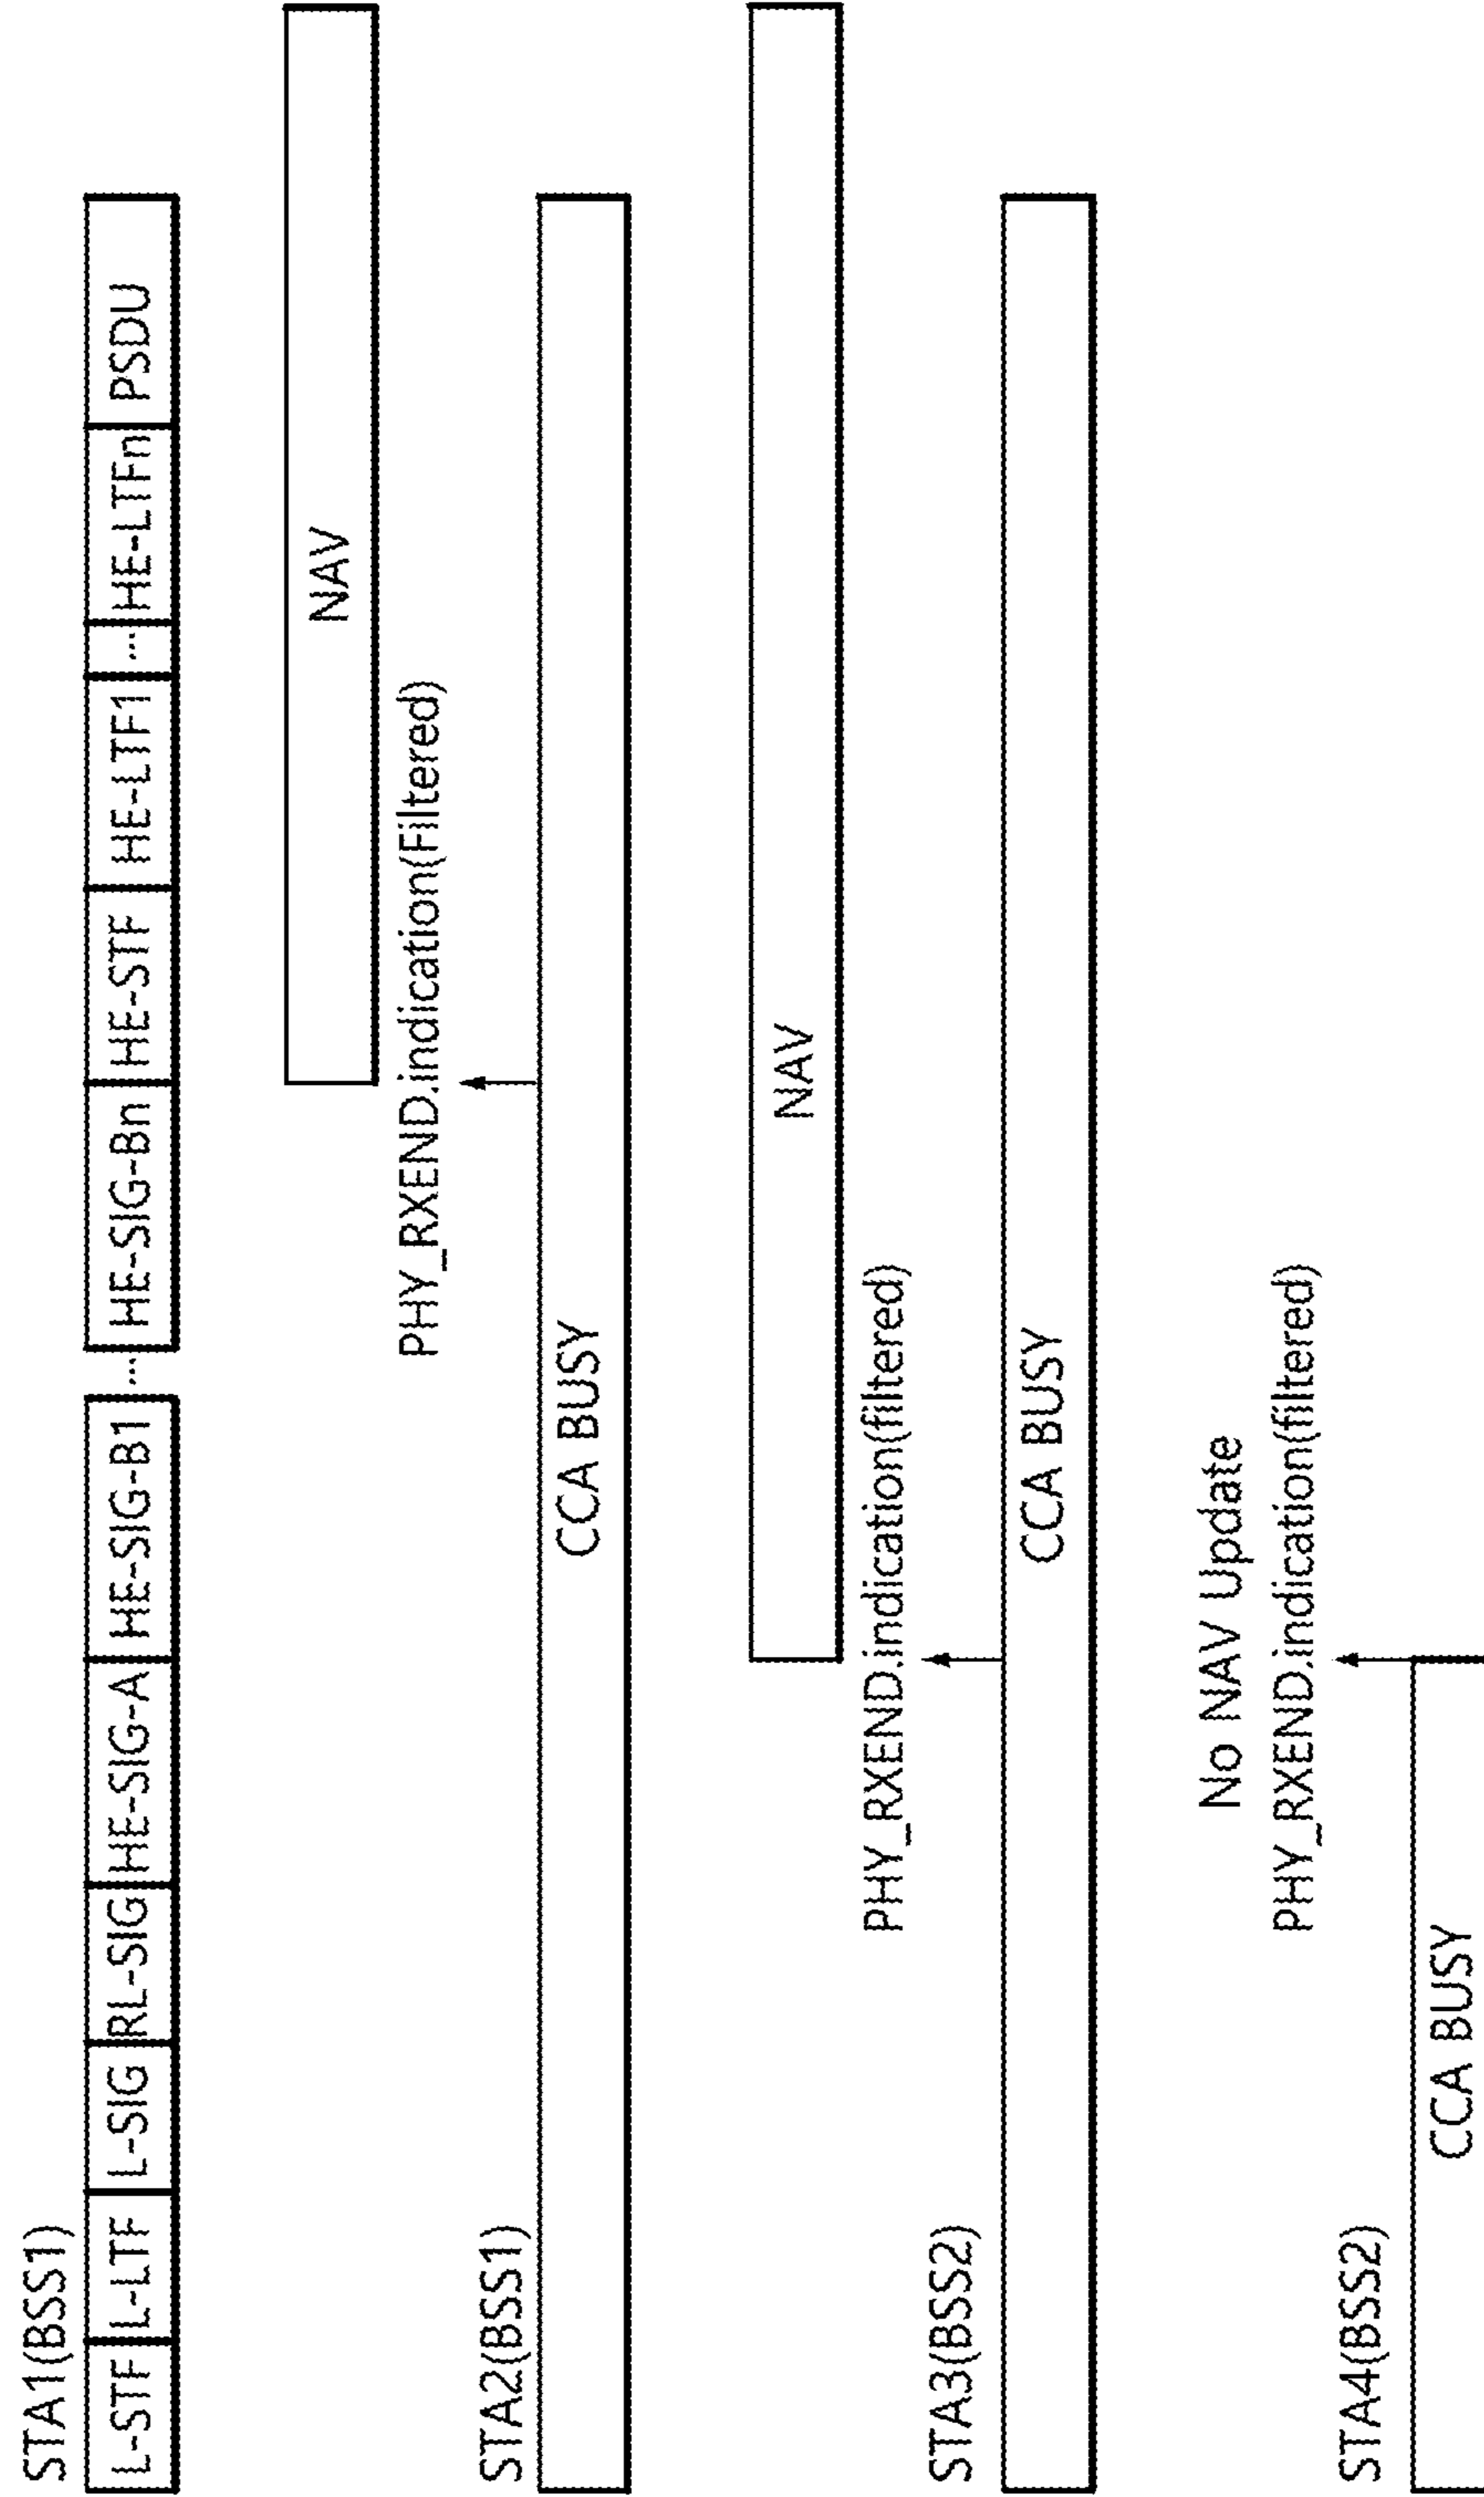 STA1(BSS1)
L-STF L-LTF L-SIG RL-SIG HE-SIG-A HE-SIG-B1 ... HE-SIG-Bn HE-STF HE-LTF1 ... HE-LTFn PSDU
NAV
PHY_RXEND.indication(Filtered)
STA2(BSS1)
CCA BUSY
NAV
PHY_RXEND.indication(filtered)
STA3(BSS2)
CCA BUSY
No NAV Update
PHY_RXEND.indication(filtered)
STA4(BSS2)
CCA BUSY